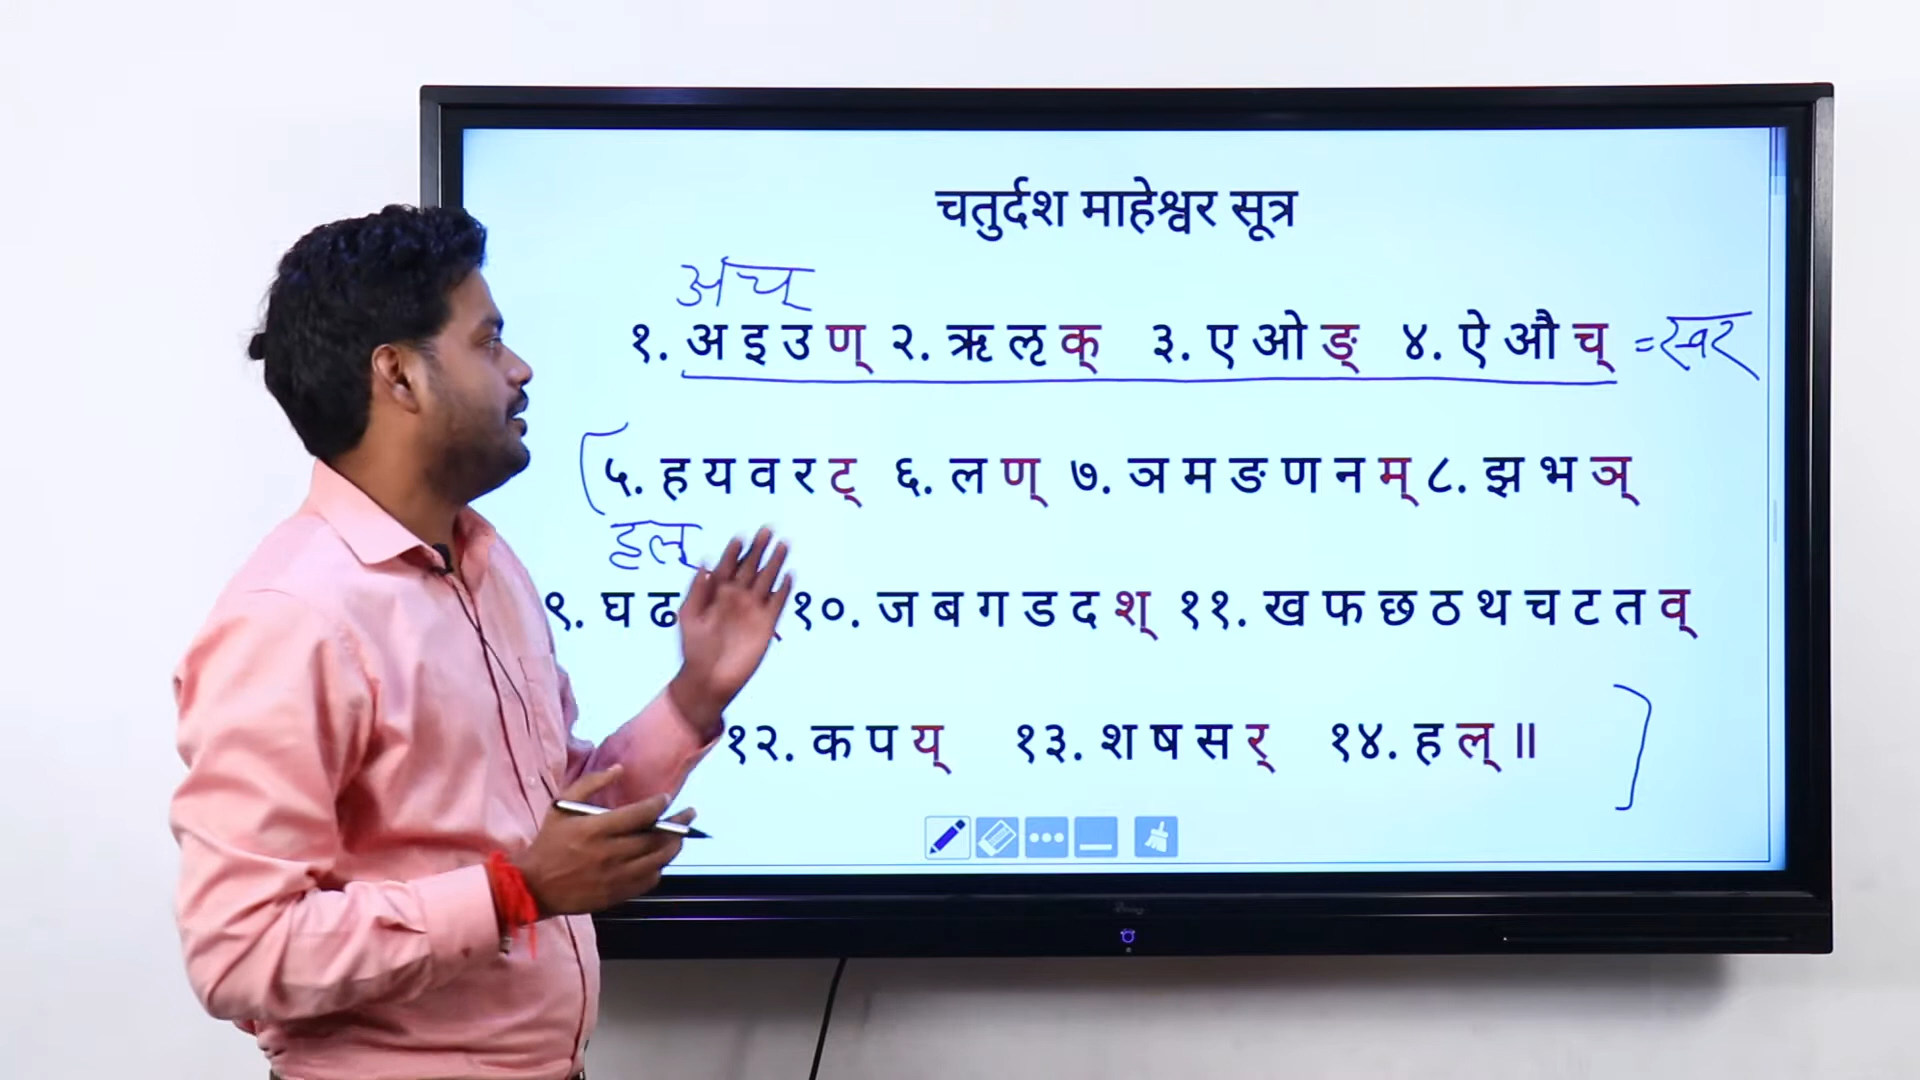 चतुर्दश माहेश्वर सूत्र
अच्
१. अ इ उ ण् २. ऋ ऌ क् ३. ए ओ ङ् ४. ऐ औ च् = स्वर
५. ह य व र ट् ६. ल ण् ७. ञ म ङ ण न म् ८. झ भ ञ्
हल्
९. घ ढ १०. ज ब ग ड द श् ११. ख फ छ ठ थ च ट त व्
१२. क प य् १३. श ष स र् १४. ह ल् ॥